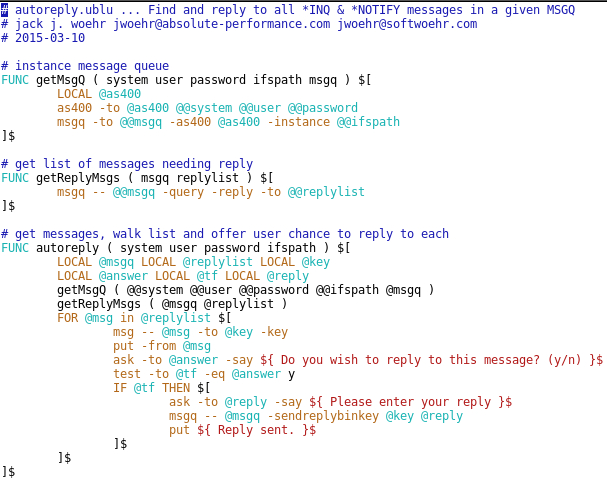 # autoreply.ublu ... Find and reply to all *INQ & *NOTIFY messages in a given MSGQ
# jack j. woehr jwoehr@absolute-performance.com jwoehr@softwoehr.com
# 2015-03-10

# instance message queue
FUNC getMsgQ ( system user password ifspath msgq ) $[
        LOCAL @as400
        as400 -to @as400 @@system @@user @@password
        msgq -to @@msgq -as400 @as400 -instance @@ifspath
]$

# get list of messages needing reply
FUNC getReplyMsgs ( msgq replylist ) $[
        msgq -- @@msgq -query -reply -to @@replylist
]$

# get messages, walk list and offer user chance to reply to each
FUNC autoreply ( system user password ifspath ) $[
        LOCAL @msgq LOCAL @replylist LOCAL @key
        LOCAL @answer LOCAL @tf LOCAL @reply
        getMsgQ ( @@system @@user @@password @@ifspath @msgq )
        getReplyMsgs ( @msgq @replylist )
        FOR @msg in @replylist $[
                msg -- @msg -to @key -key
                put -from @msg
                ask -to @answer -say ${ Do you wish to reply to this message? (y/n) }$
                test -to @tf -eq @answer y
                IF @tf THEN $[
                        ask -to @reply -say ${ Please enter your reply }$
                        msgq -- @msgq -sendreplybinkey @key @reply
                        put ${ Reply sent. }$
                ]$
        ]$
]$